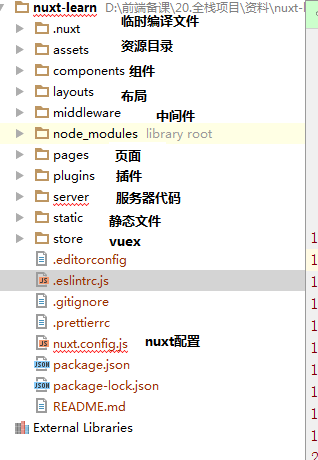 nuxt-learn D:\前端备课\20.全栈项目\资料\nuxt-l
.nuxt 临时编译文件
assets 资源目录
components 组件
layouts 布局
middleware 中间件
node_modules library root
pages 页面
plugins 插件
server 服务器代码
static 静态文件
store vuex
.editorconfig
.eslintrc.js
.gitignore
.prettierrc
nuxt.config.js nuxt配置
package.json
package-lock.json
README.md
External Libraries